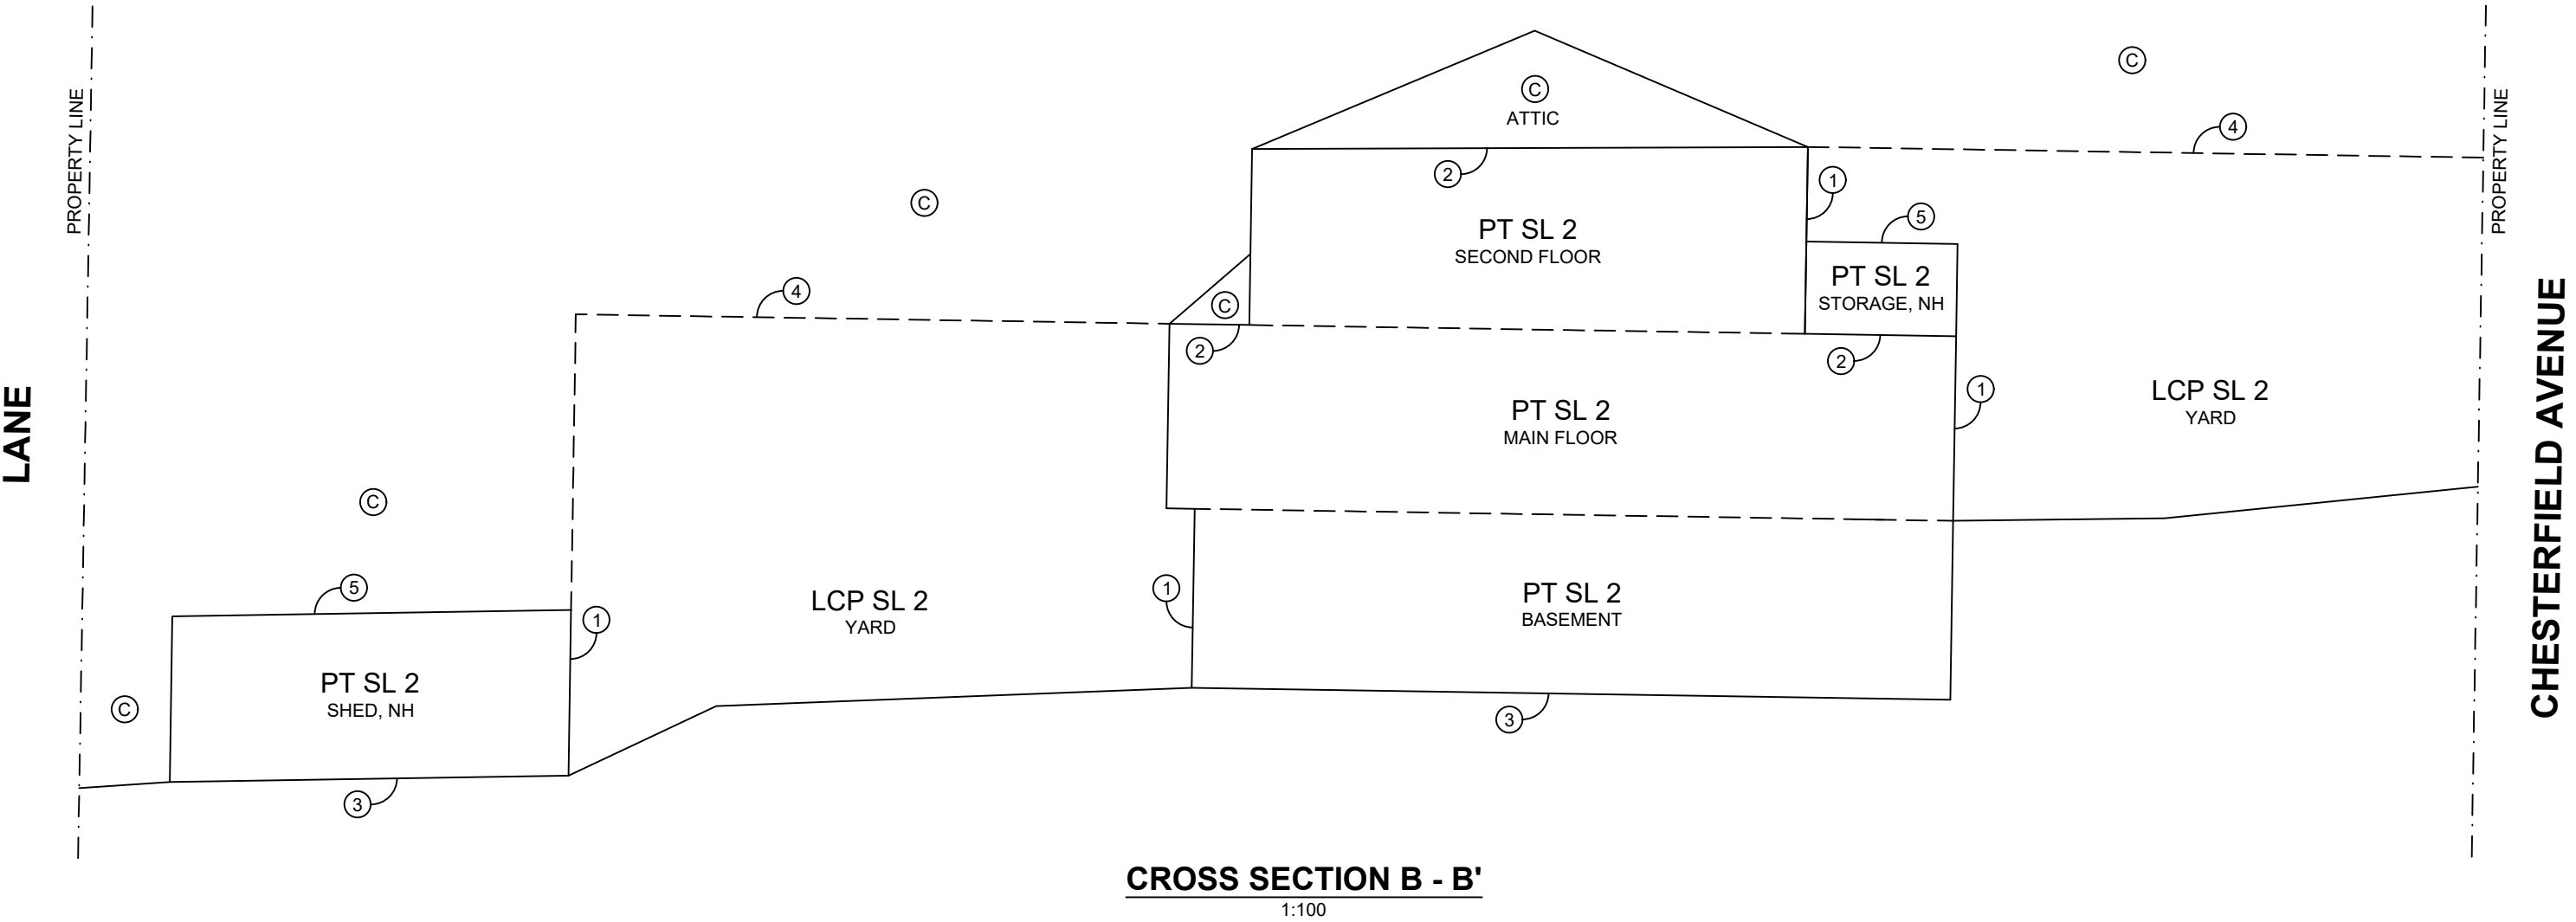 PROPERTY LINE
C
ATTIC
C
PROPERTY LINE
4
2
1
C
5
PT SL 2
SECOND FLOOR
PT SL 2
STORAGE, NH
4
C
2
2
LANE
PT SL 2
MAIN FLOOR
1
LCP SL 2
YARD
CHESTERFIELD AVENUE
C
5
1
LCP SL 2
YARD
1
PT SL 2
BASEMENT
C
PT SL 2
SHED, NH
3
3
CROSS SECTION B - B'
1:100